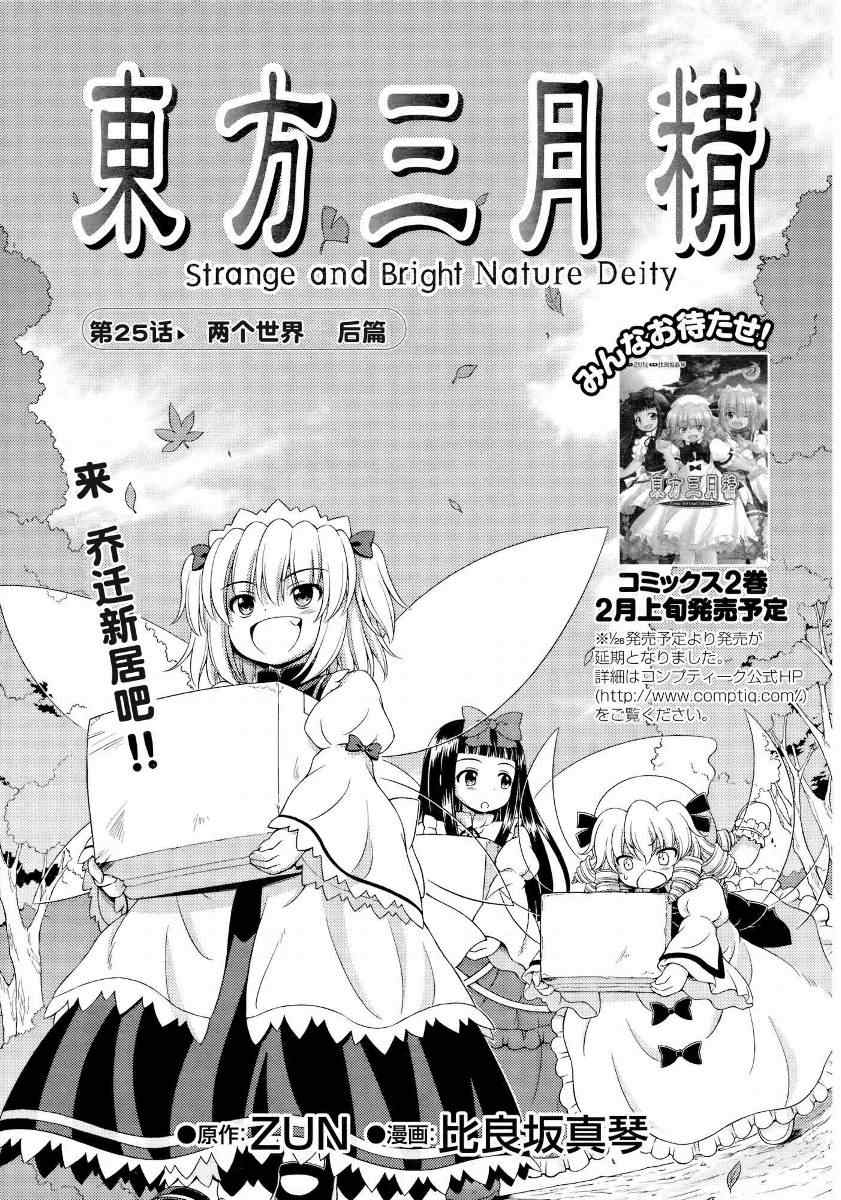 東方三月精
Strange and Bright Nature Deity
第25话▶ 两个世界 后篇
みんなお待たせ!
東方三月精
コミックス2巻
2月上旬発売予定
※1/26発売予定より発売が
延期となりました。
詳細はコンプティーク公式HP
(http://www.comptiq.com/)
をご覧ください。
来 乔迁新居吧!!
●原作:ZUN ●漫画:比良坂真琴